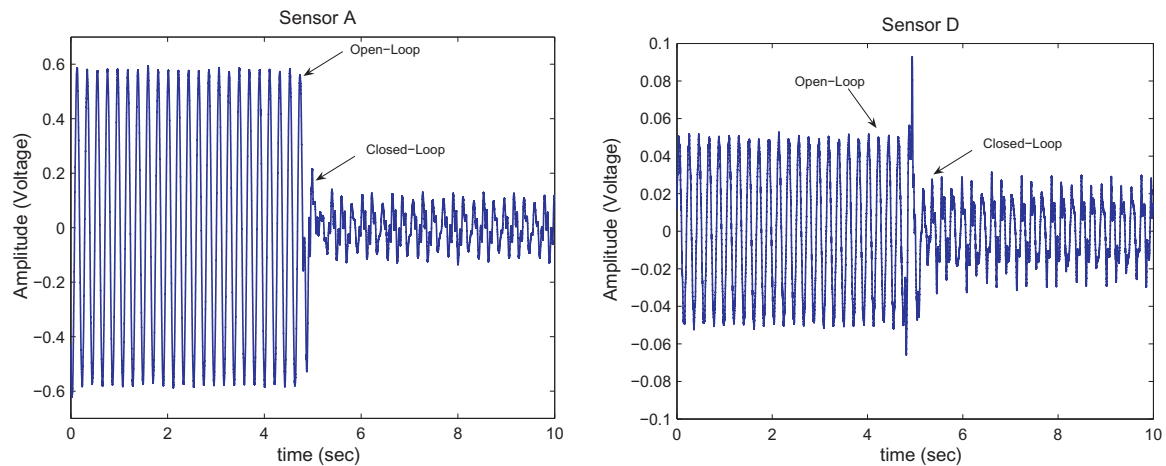 Sensor A
Amplitude (Voltage)
0.6
0.4
0.2
0
−0.2
−0.4
−0.6
Open−Loop
Closed−Loop
0 2 4 6 8 10
time (sec)
Sensor D
Amplitude (Voltage)
0.1
0.08
0.06
0.04
0.02
0
−0.02
−0.04
−0.06
−0.08
−0.1
Open−Loop
Closed−Loop
0 2 4 6 8 10
time (sec)